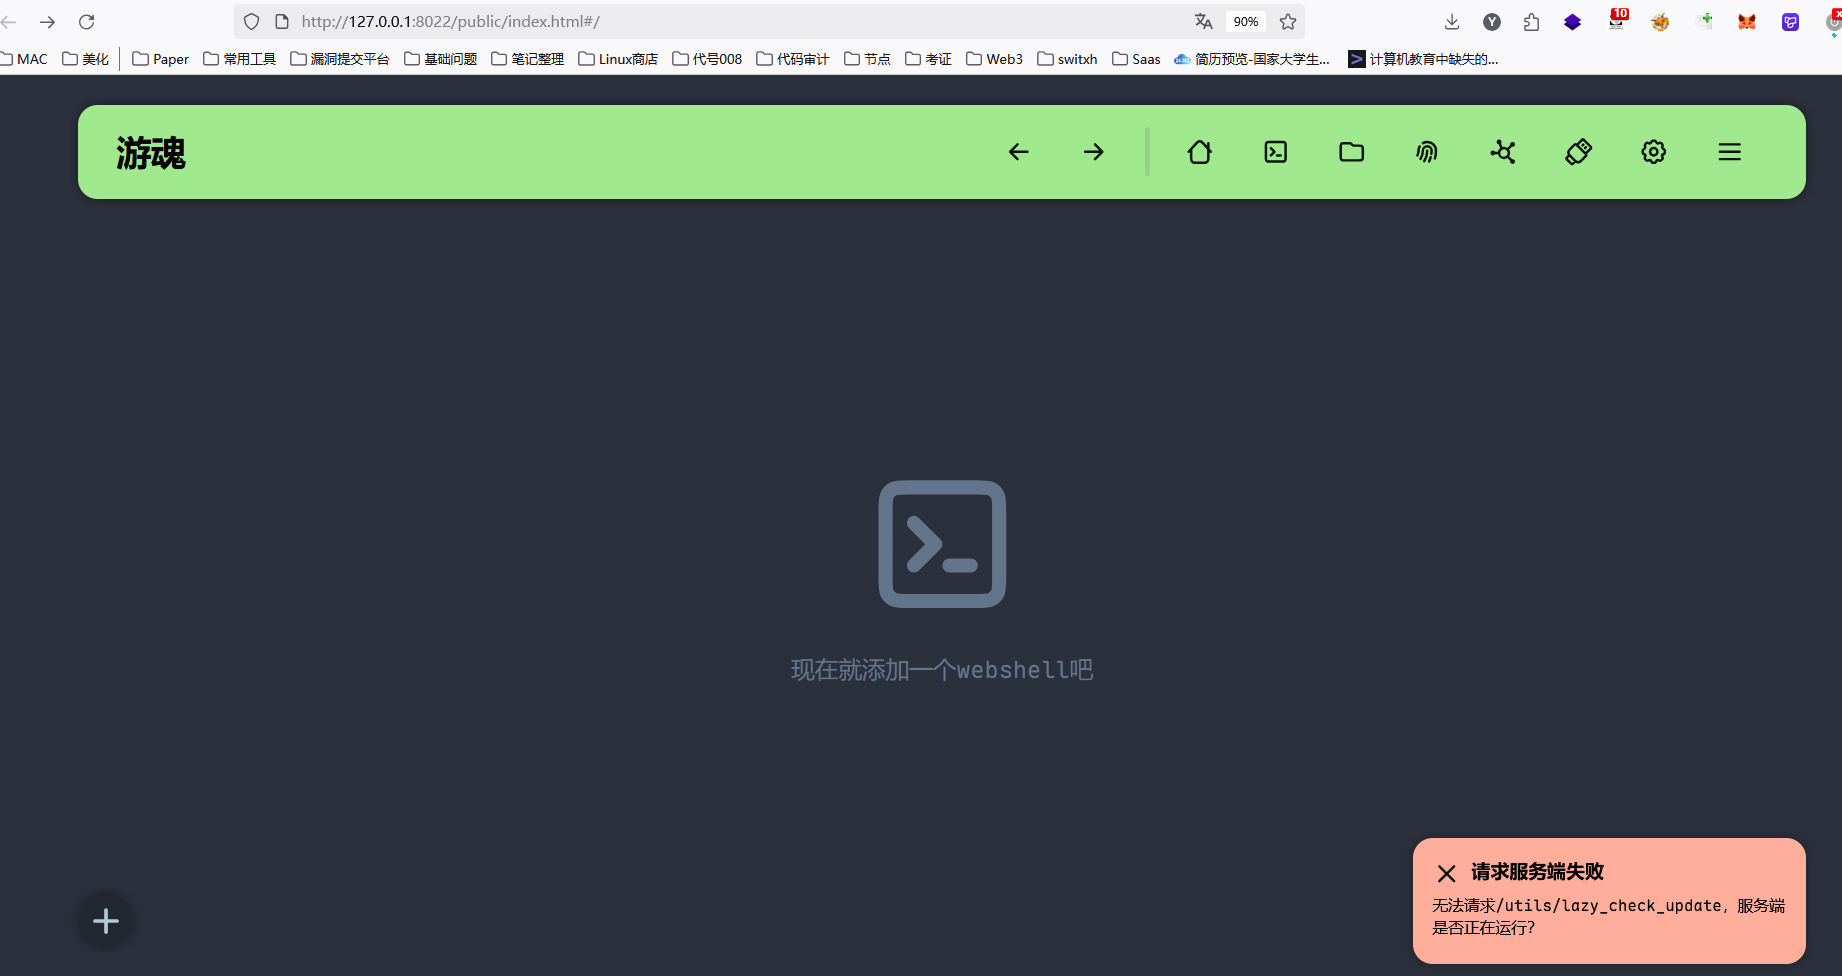 http://127.0.0.1:8022/public/index.html#/
90%
10
MAC 美化 Paper 常用工具 漏洞提交平台 基础问题 笔记整理 Linux商店 代号008 代码审计 节点 考证 Web3 switxh Saas 简历预览-国家大学生... 计算机教育中缺失的...
游魂
现在就添加一个webshell吧
请求服务端失败
无法请求/utils/lazy_check_update，服务端
是否正在运行？